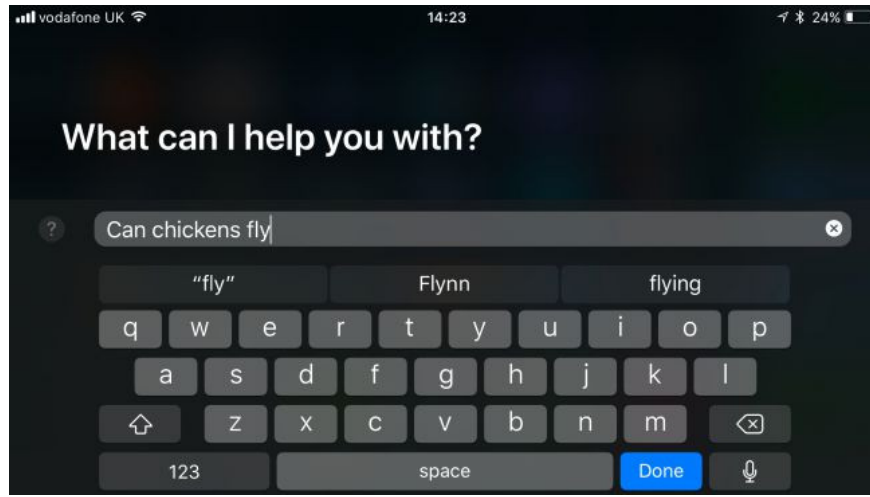 vodafone UK 14:23 24%
What can I help you with?
? Can chickens fly
“fly” Flynn flying
q w e r t y u i o p
a s d f g h j k l
z x c v b n m
123 space Done